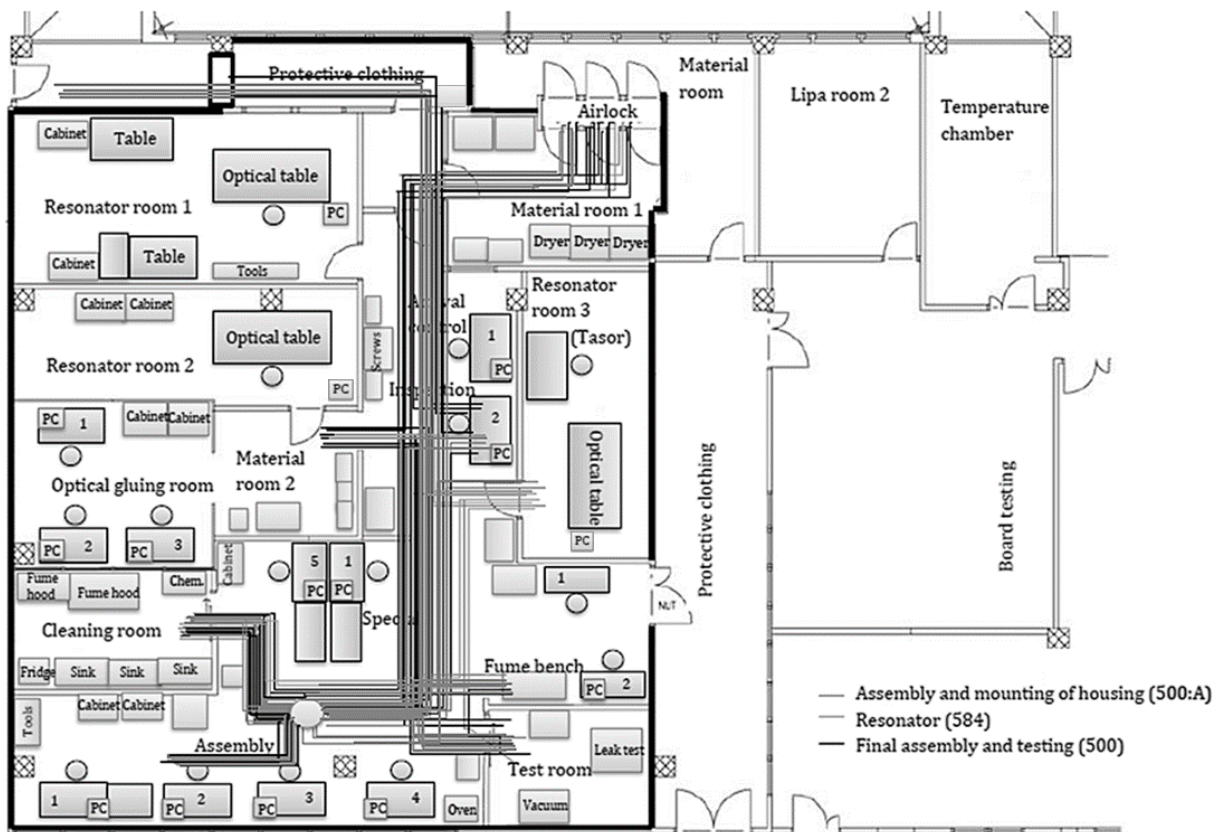 Protective clothing
Airlock
Material
room
Lipa room 2
Temperature
chamber
Cabinet
Table
Optical table
PC
Resonator room 1
Material room 1
Cabinet
Table
Tools
Dryer
Dryer
Dryer
Cabinet
Cabinet
Optical table
Resonator room 2
PC
Screws
Arrival
control
1
PC
Resonator
room 3
(Tasor)
Inspection
2
PC
PC
1
Cabinet
Cabinet
Optical gluing room
Material
room 2
Optical table
PC
PC
2
PC
3
Protective clothing
Board testing
Fume
hood
Fume hood
Chem.
Cabinet
5
PC
1
PC
1
NUT
Cleaning room
Special
Fridge
Sink
Sink
Sink
Fume bench
PC
2
Tools
Cabinet
Cabinet
Assembly
Test room
Leak test
1
PC
PC
2
PC
3
PC
4
Oven
Vacuum
Assembly and mounting of housing (500:A)
Resonator (584)
Final assembly and testing (500)